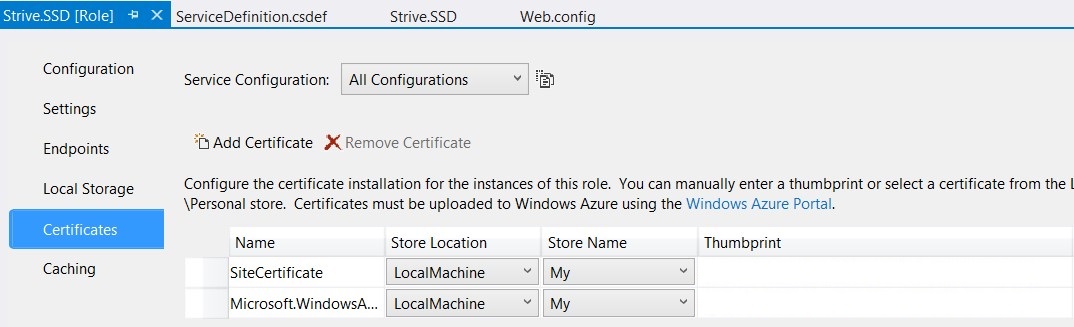 Strive.SSD [Role] ServiceDefinition.csdef Strive.SSD Web.config
Configuration
Settings
Endpoints
Local Storage
Certificates
Caching
Service Configuration: All Configurations
Add Certificate Remove Certificate
Configure the certificate installation for the instances of this role. You can manually enter a thumbprint or select a certificate from the L
\Personal store. Certificates must be uploaded to Windows Azure using the Windows Azure Portal.
Name Store Location Store Name Thumbprint
SiteCertificate LocalMachine My
Microsoft.WindowsA... LocalMachine My